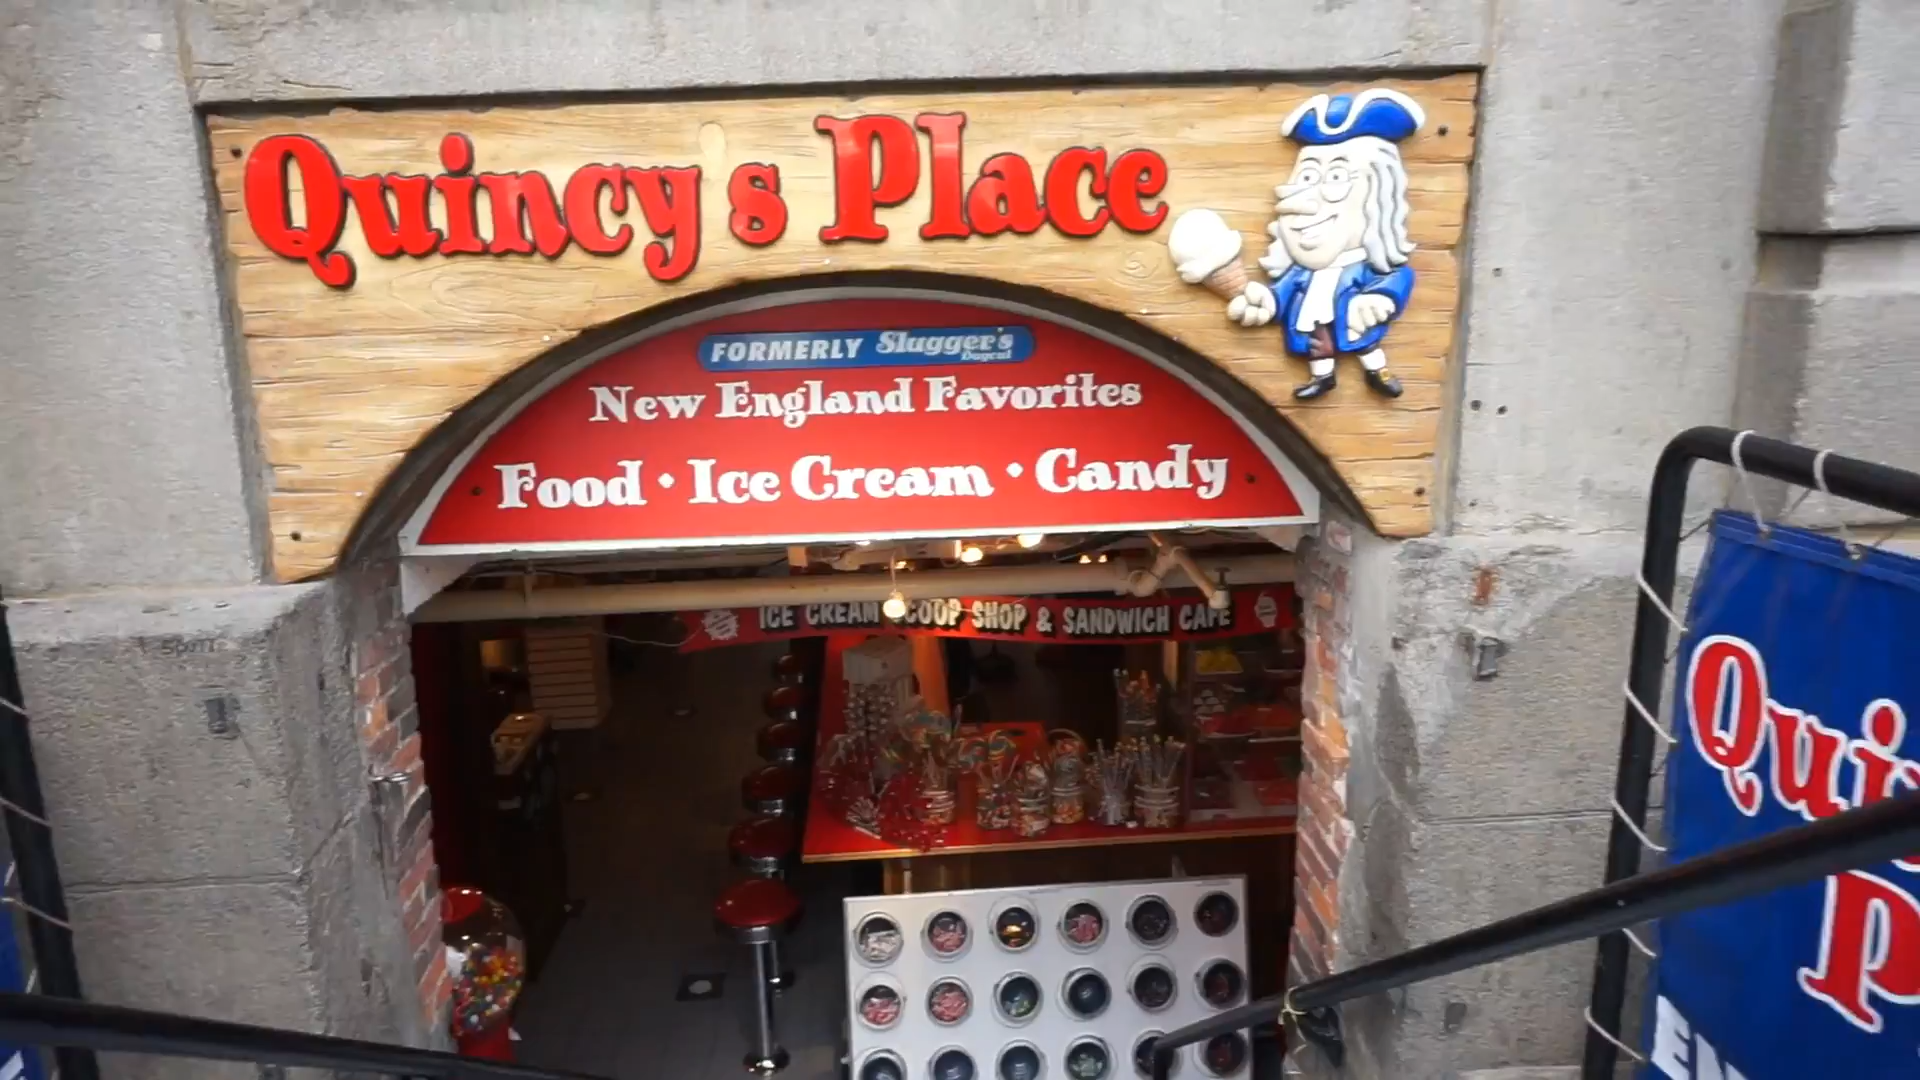 Quincy's Place
FORMERLY Slugger's
Dugout
New England Favorites
Food · Ice Cream · Candy
ICE CREAM SCOOP SHOP & SANDWICH CAFE
Qui
P
EN